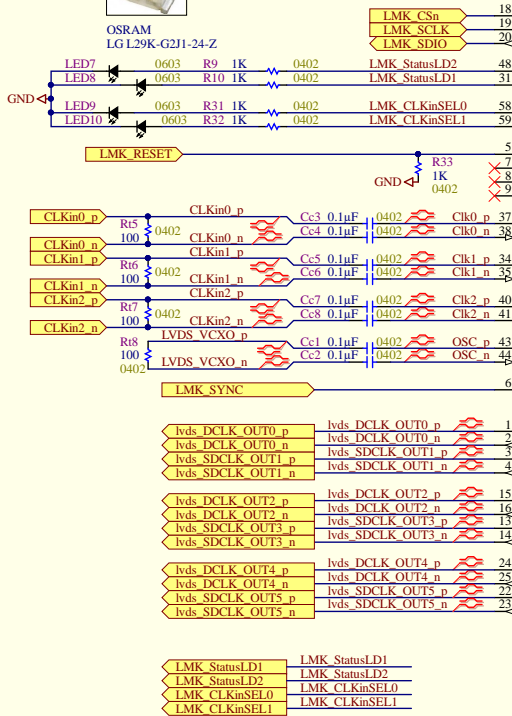 OSRAM
LG L29K-G2J1-24-Z
LMK_CSn 18
LMK_SCLK 19
LMK_SDIO 20
LED7 0603 R9 1K 0402 LMK_StatusLD2 48
LED8 0603 R10 1K 0402 LMK_StatusLD1 31
GND
LED9 0603 R31 1K 0402 LMK_CLKinSEL0 58
LED10 0603 R32 1K 0402 LMK_CLKinSEL1 59
LMK_RESET 5
R33 7
1K 8
GND 0402 9
CLKin0_p CLKin0_p Cc3 0.1µF 0402 Clk0_p 37
Rt5
100 0402
CLKin0_n CLKin0_n Cc4 0.1µF Clk0_n 38
CLKin1_p CLKin1_p Cc5 0.1µF 0402 Clk1_p 34
Rt6
100 0402
CLKin1_n CLKin1_n Cc6 0.1µF Clk1_n 35
CLKin2_p CLKin2_p Cc7 0.1µF 0402 Clk2_p 40
Rt7
100 0402
CLKin2_n CLKin2_n Cc8 0.1µF Clk2_n 41
LVDS_VCXO_p Cc1 0.1µF 0402 OSC_p 43
Rt8
100
0402
LVDS_VCXO_n Cc2 0.1µF OSC_n 44
LMK_SYNC 6
lvds_DCLK_OUT0_p lvds_DCLK_OUT0_p 1
lvds_DCLK_OUT0_n lvds_DCLK_OUT0_n 2
lvds_SDCLK_OUT1_p lvds_SDCLK_OUT1_p 3
lvds_SDCLK_OUT1_n lvds_SDCLK_OUT1_n 4
lvds_DCLK_OUT2_p lvds_DCLK_OUT2_p 15
lvds_DCLK_OUT2_n lvds_DCLK_OUT2_n 16
lvds_SDCLK_OUT3_p lvds_SDCLK_OUT3_p 13
lvds_SDCLK_OUT3_n lvds_SDCLK_OUT3_n 14
lvds_DCLK_OUT4_p lvds_DCLK_OUT4_p 24
lvds_DCLK_OUT4_n lvds_DCLK_OUT4_n 25
lvds_SDCLK_OUT5_p lvds_SDCLK_OUT5_p 22
lvds_SDCLK_OUT5_n lvds_SDCLK_OUT5_n 23
LMK_StatusLD1 LMK_StatusLD1
LMK_StatusLD2 LMK_StatusLD2
LMK_CLKinSEL0 LMK_CLKinSEL0
LMK_CLKinSEL1 LMK_CLKinSEL1